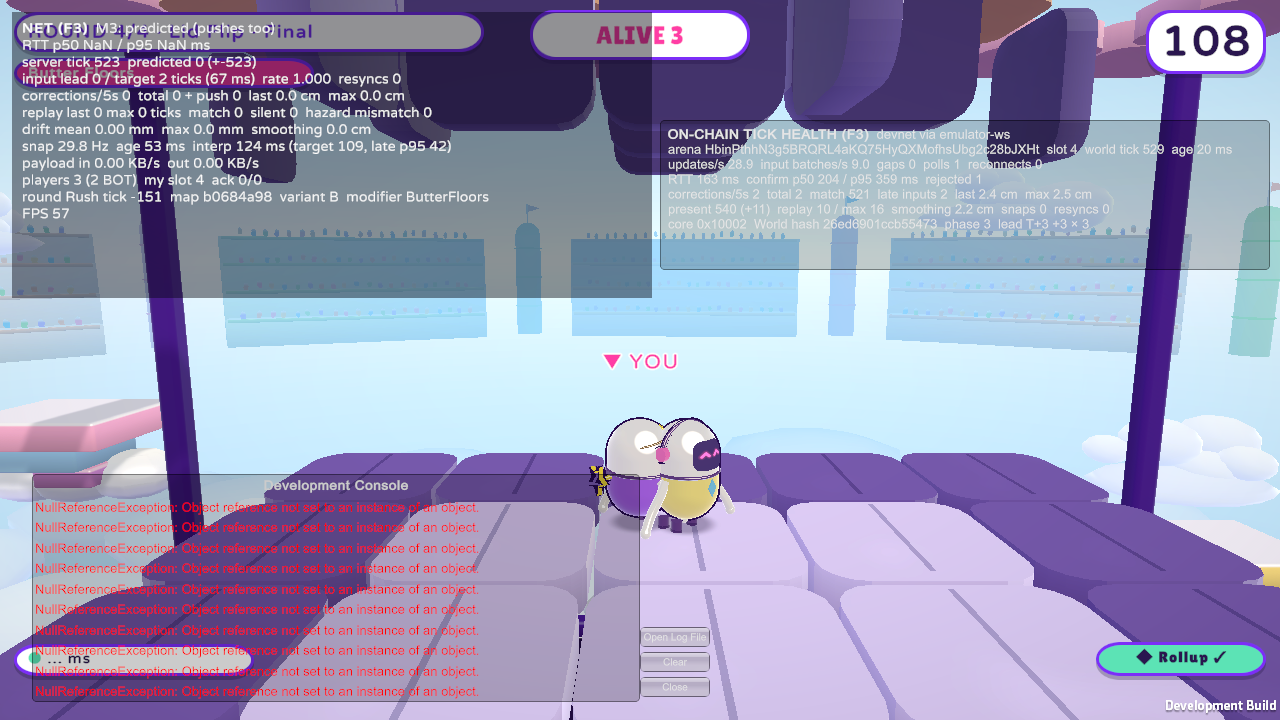 NET (F3) M3: predicted (pushes too)
RTT p50 NaN / p95 NaN ms
server tick 523 predicted 0 (+-523)
input lead 0 / target 2 ticks (67 ms) rate 1.000 resyncs 0
corrections/5s 0 total 0 + push 0 last 0.0 cm max 0.0 cm
replay last 0 max 0 ticks match 0 silent 0 hazard mismatch 0
drift mean 0.00 mm max 0.0 mm smoothing 0.0 cm
snap 29.8 Hz age 53 ms interp 124 ms (target 109, late p95 42)
payload in 0.00 KB/s out 0.00 KB/s
players 3 (2 BOT) my slot 4 ack 0/0
round Rush tick -151 map b0684a98 variant B modifier ButterFloors
FPS 57
Final
Butter Floors
ALIVE 3
108
ON-CHAIN TICK HEALTH (F3) devnet via emulator-ws
arena HbinPthhN3g5BRQRL4aKQ75HyQXMofhsUbg2c28bJXHt slot 4 world tick 529 age 20 ms
updates/s 28.9 input batches/s 9.0 gaps 0 polls 1 reconnects 0
RTT 163 ms confirm p50 204 / p95 359 ms rejected 1
corrections/5s 2 total 2 match 521 late inputs 2 last 2.4 cm max 2.5 cm
present 540 (+11) replay 10 / max 16 smoothing 2.2 cm snaps 0 resyncs 0
core 0x10002 World hash 26ed6901ccb55473 phase 3 lead T+3 +3 × 3
▼ YOU
Development Console
NullReferenceException: Object reference not set to an instance of an object.
NullReferenceException: Object reference not set to an instance of an object.
NullReferenceException: Object reference not set to an instance of an object.
NullReferenceException: Object reference not set to an instance of an object.
NullReferenceException: Object reference not set to an instance of an object.
NullReferenceException: Object reference not set to an instance of an object.
NullReferenceException: Object reference not set to an instance of an object.
NullReferenceException: Object reference not set to an instance of an object.
NullReferenceException: Object reference not set to an instance of an object.
NullReferenceException: Object reference not set to an instance of an object.
Open Log File
Clear
Close
... ms
◆ Rollup ✓
Development Build